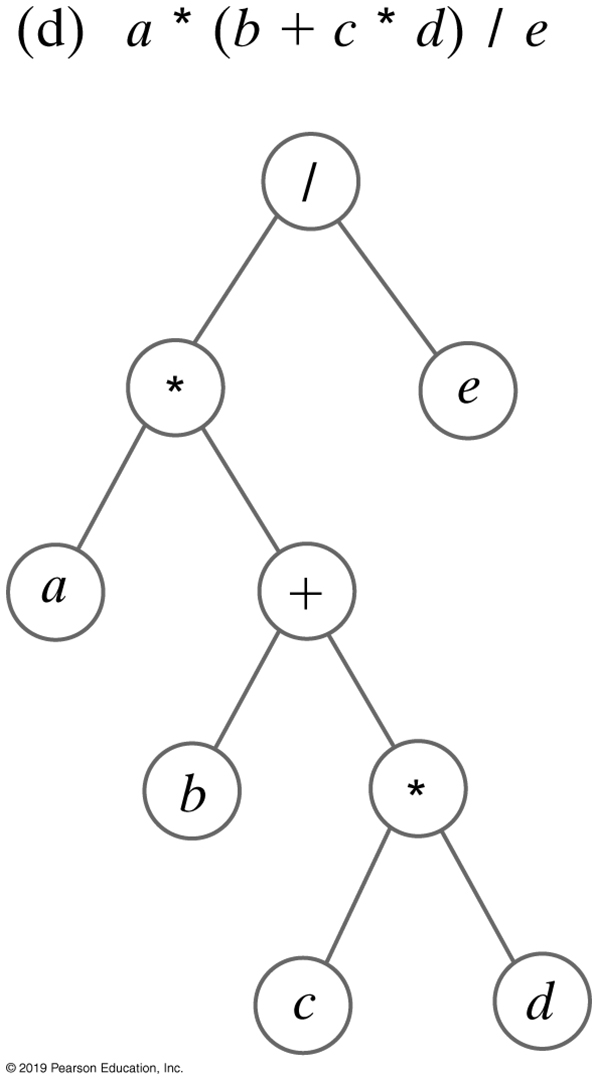 (d) a * (b + c * d) / e
/
* e
a +
b *
c d
© 2019 Pearson Education, Inc.